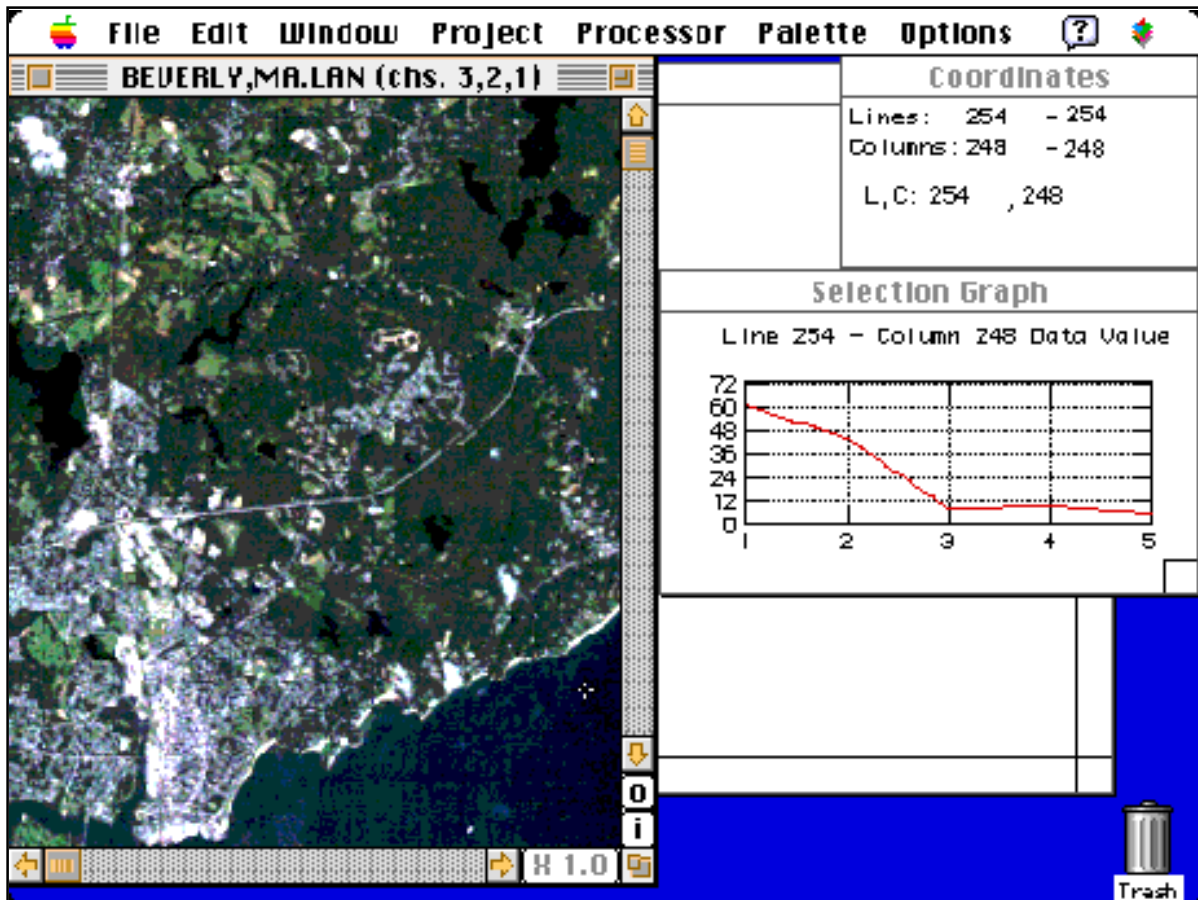 File Edit Window Project Processor Palette Options ?
BEVERLY,MA.LAN (chs. 3,2,1)
Coordinates
Lines: 254 - 254
Columns: 248 - 248
L,C: 254 , 248
Selection Graph
Line 254 - Column 248 Data Value
72
60
48
36
24
12
0
1 2 3 4 5
O
i
X 1.0
Trash